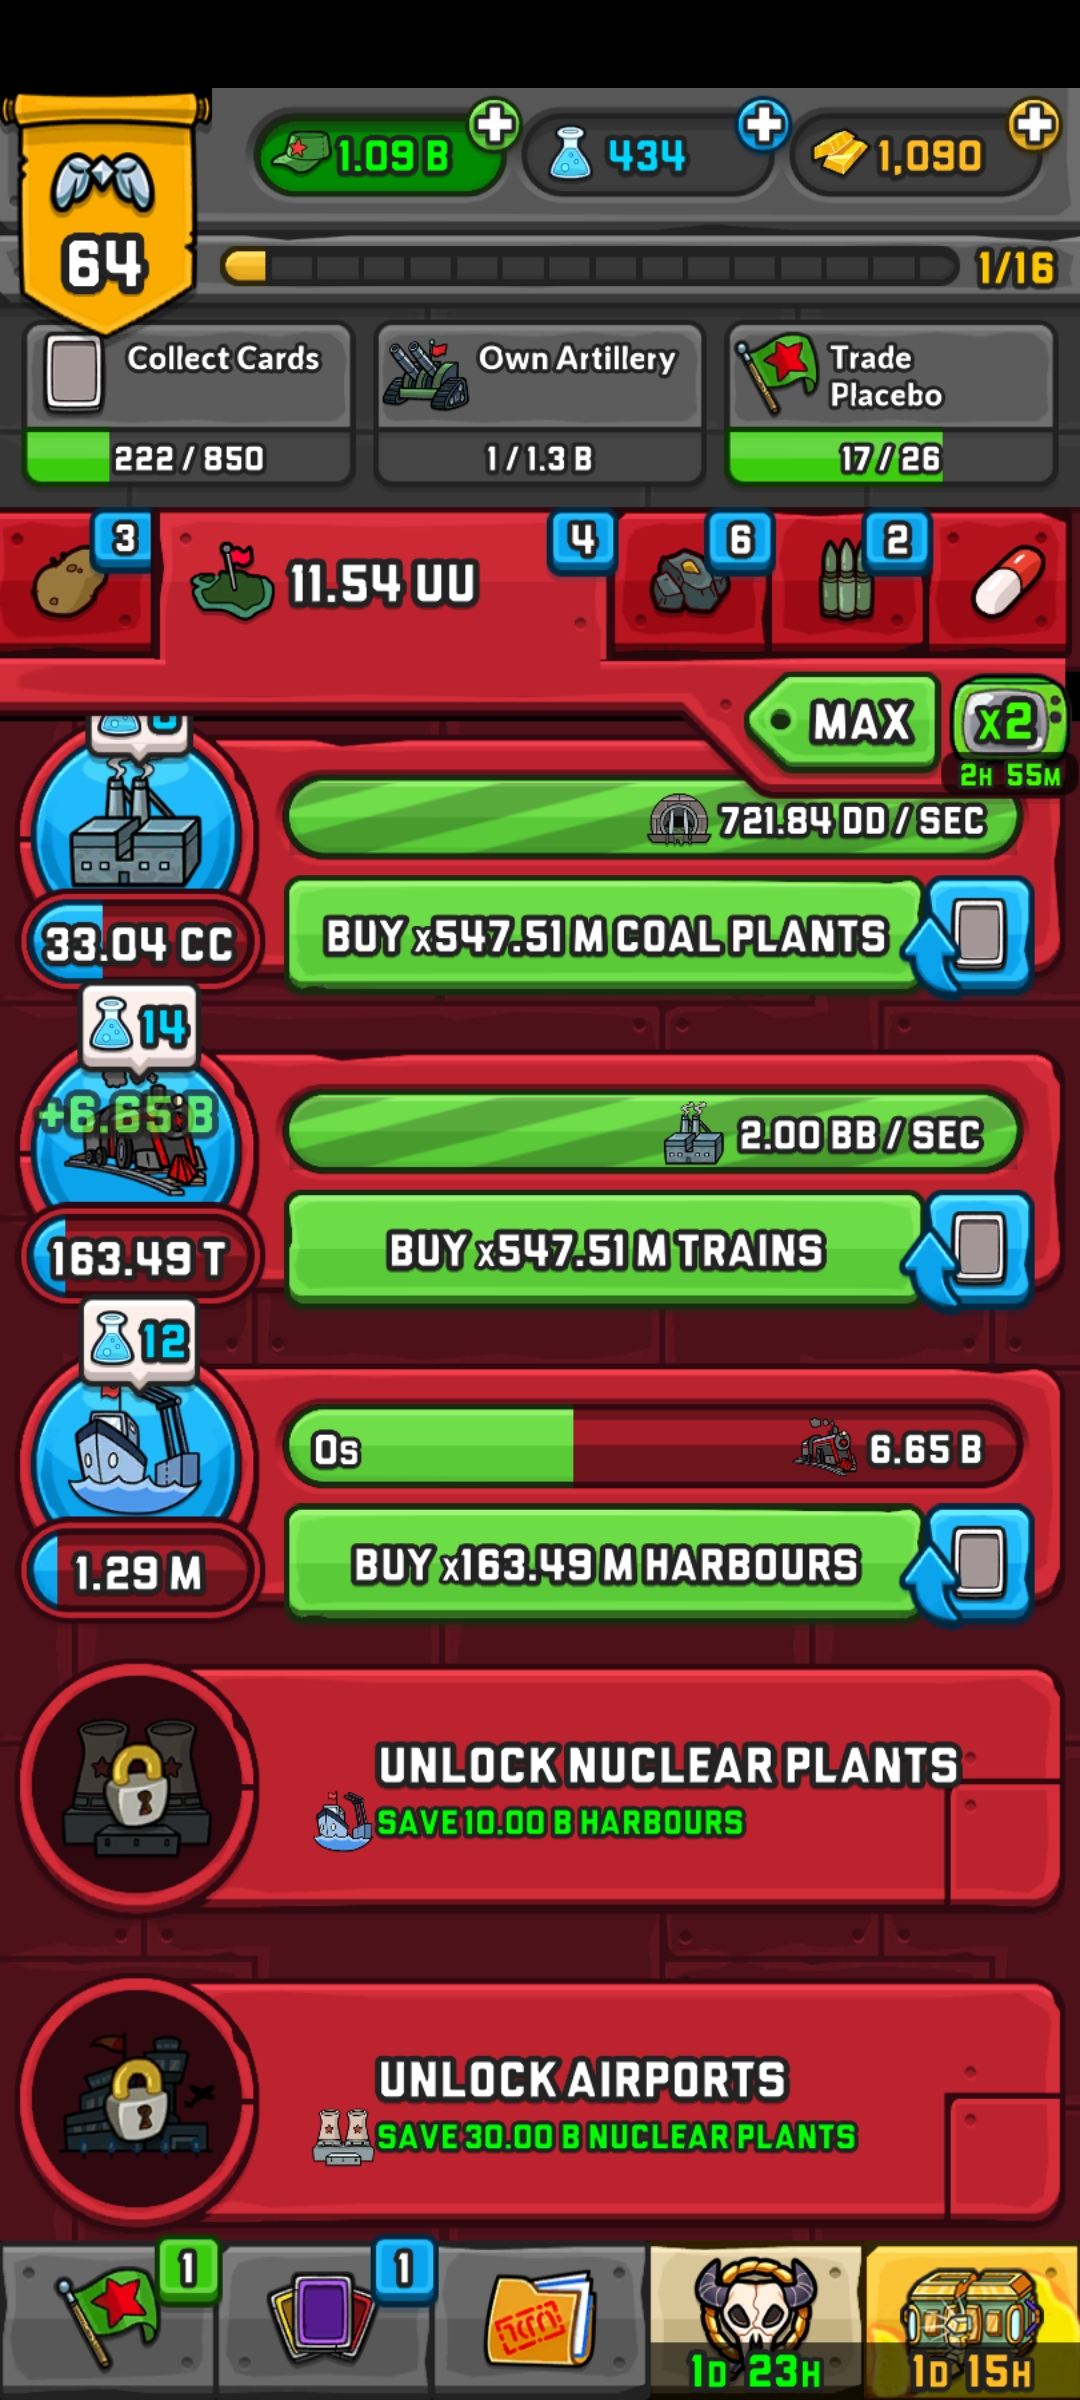 1.09 B
434
1,090
64
1/16
Collect Cards
Own Artillery
Trade
Placebo
222 / 850
1 / 1.3 B
17 / 26
3
11.54 UU
4
6
2
MAX
x2
2H 55M
721.84 DD / SEC
BUY x547.51 M COAL PLANTS
33.04 CC
14
+6.65 B
2.00 BB / SEC
BUY x547.51 M TRAINS
163.49 T
12
0s
6.65 B
BUY x163.49 M HARBOURS
1.29 M
UNLOCK NUCLEAR PLANTS
SAVE 10.00 B HARBOURS
UNLOCK AIRPORTS
SAVE 30.00 B NUCLEAR PLANTS
1
1
1D 23H
1D 15H